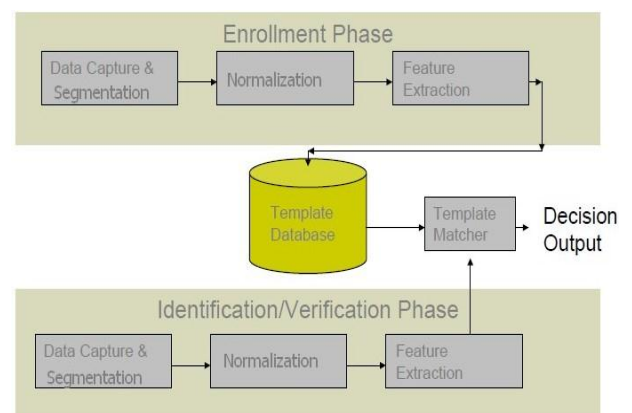 Enrollment Phase
Data Capture &
Segmentation
Normalization
Feature
Extraction
Template
Database
Template
Matcher
Decision
Output
Identification/Verification Phase
Data Capture &
Segmentation
Normalization
Feature
Extraction